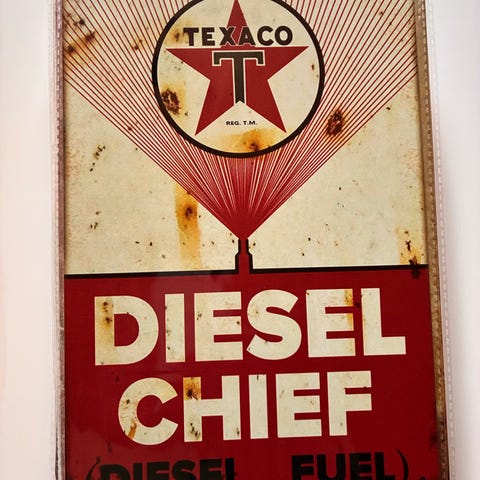 TEXACO
T
REG. T.M.
DIESEL
CHIEF
(DIESEL FUEL)